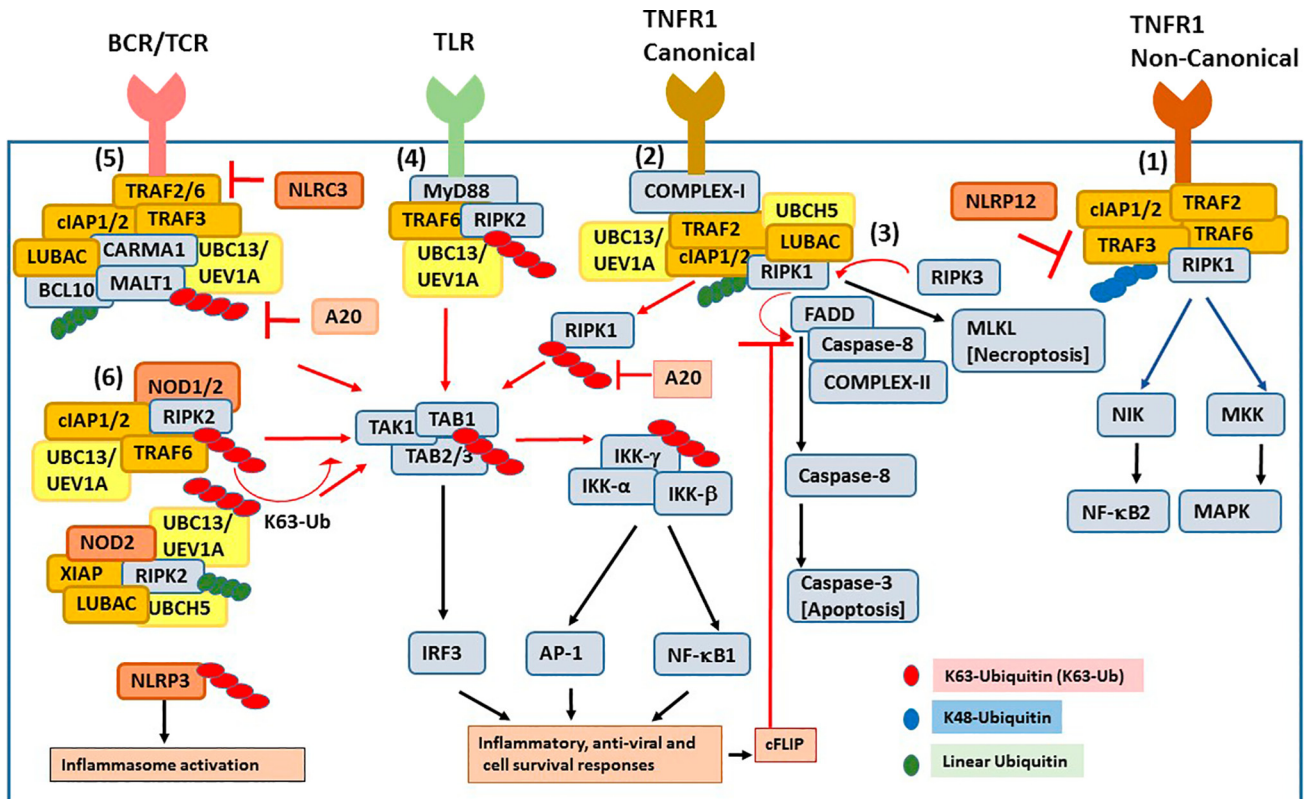 BCR/TCR
TLR
TNFR1
Canonical
TNFR1
Non-Canonical
(5)
TRAF2/6
NLRC3
cIAP1/2
TRAF3
LUBAC
CARMA1
UBC13/
UEV1A
BCL10
MALT1
A20
(4)
MyD88
TRAF6
RIPK2
UBC13/
UEV1A
(2)
COMPLEX-I
UBCH5
UBC13/
UEV1A
TRAF2
LUBAC
cIAP1/2
RIPK1
(3)
RIPK3
FADD
Caspase-8
COMPLEX-II
MLKL
[Necroptosis]
(1)
NLRP12
cIAP1/2
TRAF2
TRAF3
TRAF6
RIPK1
RIPK1
A20
(6)
NOD1/2
cIAP1/2
RIPK2
UBC13/
UEV1A
TRAF6
K63-Ub
TAK1
TAB1
TAB2/3
IKK-γ
IKK-α
IKK-β
NIK
MKK
Caspase-8
NF-κB2
MAPK
NOD2
UBC13/
UEV1A
XIAP
RIPK2
LUBAC
UBCH5
Caspase-3
[Apoptosis]
IRF3
AP-1
NF-κB1
NLRP3
Inflammasome activation
Inflammatory, anti-viral and
cell survival responses
cFLIP
K63-Ubiquitin (K63-Ub)
K48-Ubiquitin
Linear Ubiquitin